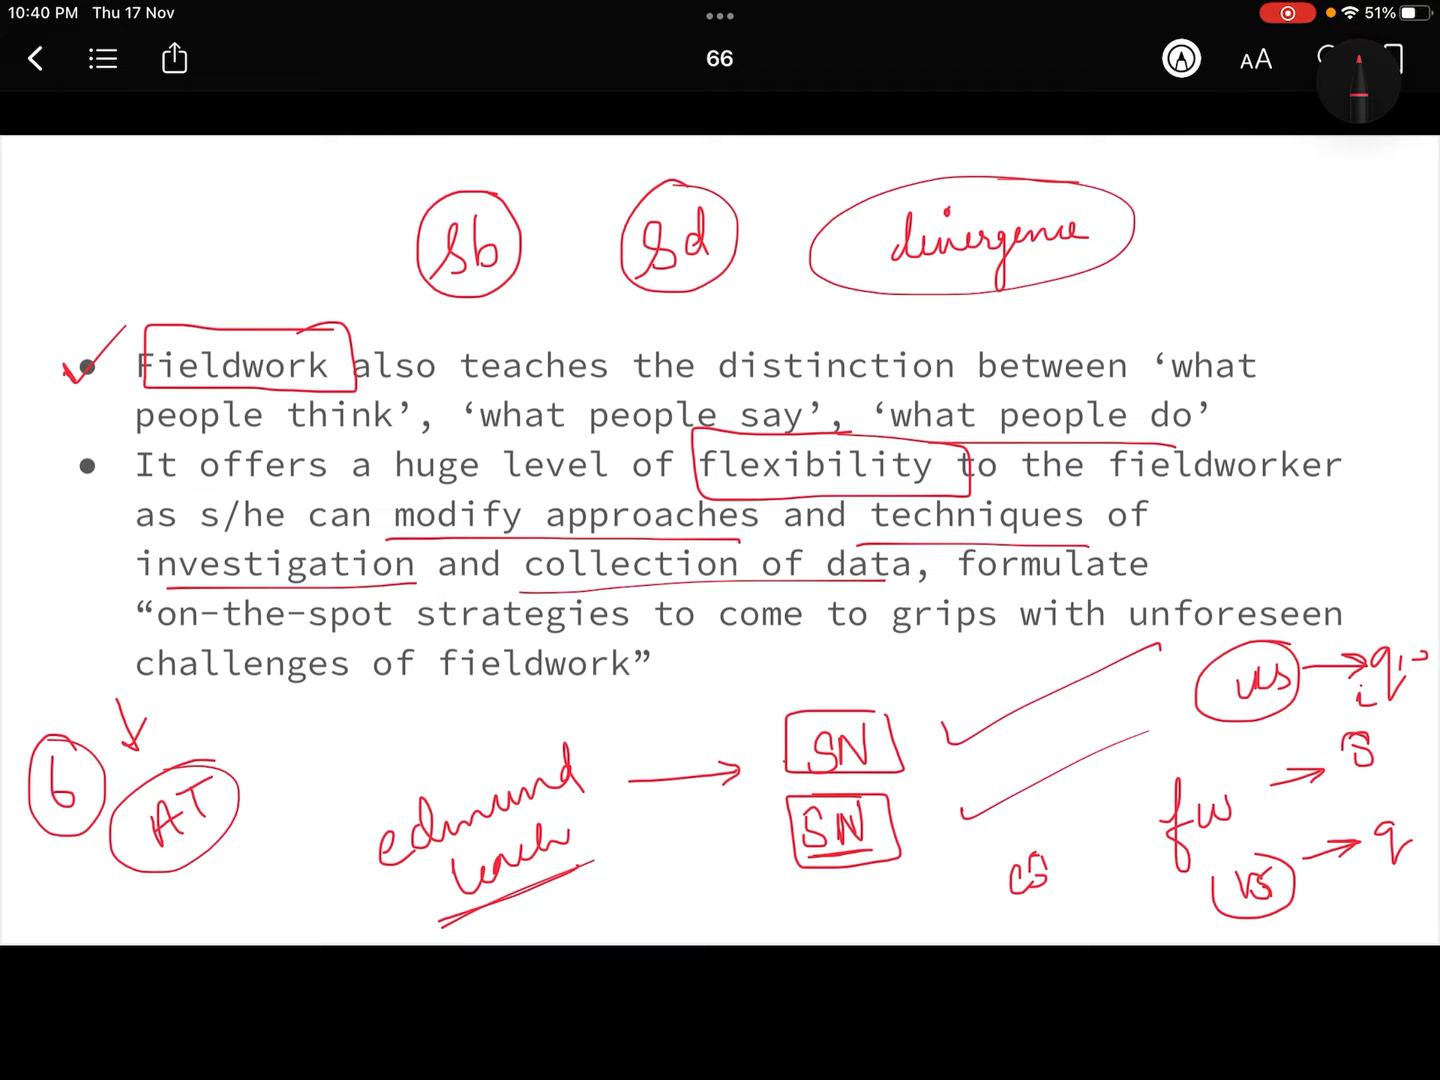 10:40 PM Thu 17 Nov
51%
66
AA
Sb Sd divergence
Fieldwork also teaches the distinction between ‘what
people think’, ‘what people say’, ‘what people do’
It offers a huge level of flexibility to the fieldworker
as s/he can modify approaches and techniques of
investigation and collection of data, formulate
“on-the-spot strategies to come to grips with unforeseen
challenges of fieldwork”
AT
edmund
leach
SN
SN
fw
vs
q